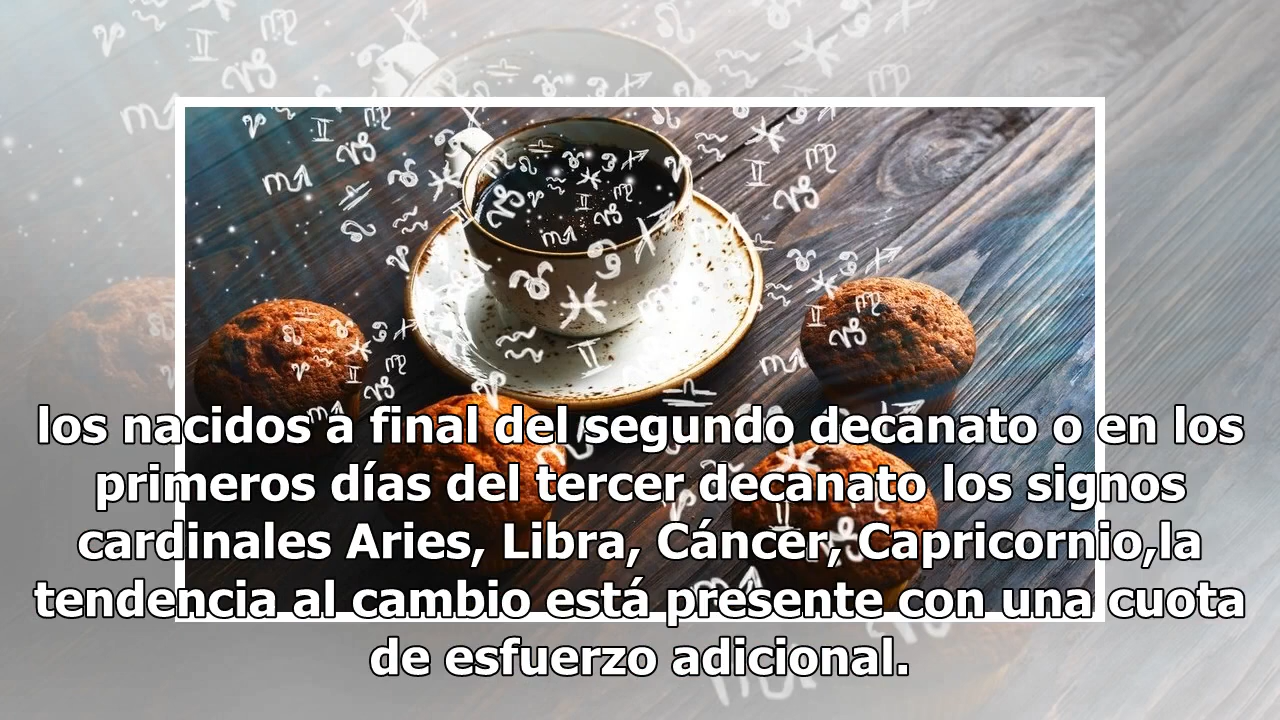 los nacidos a final del segundo decanato o en los
primeros días del tercer decanato los signos
cardinales Aries, Libra, Cáncer, Capricornio,la
tendencia al cambio está presente con una cuota
de esfuerzo adicional.